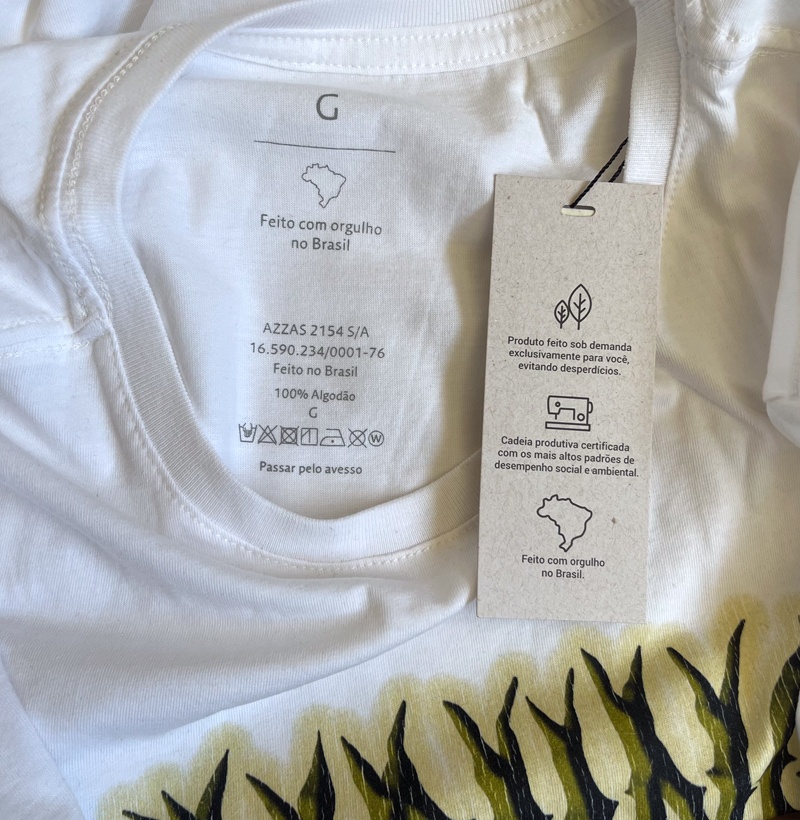 G
Feito com orgulho
no Brasil
AZZAS 2154 S/A
16.590.234/0001-76
Feito no Brasil
100% Algodão
G
W
Passar pelo avesso
Produto feito sob demanda
exclusivamente para você,
evitando desperdícios.
Cadeia produtiva certificada
com os mais altos padrões de
desempenho social e ambiental.
Feito com orgulho
no Brasil.